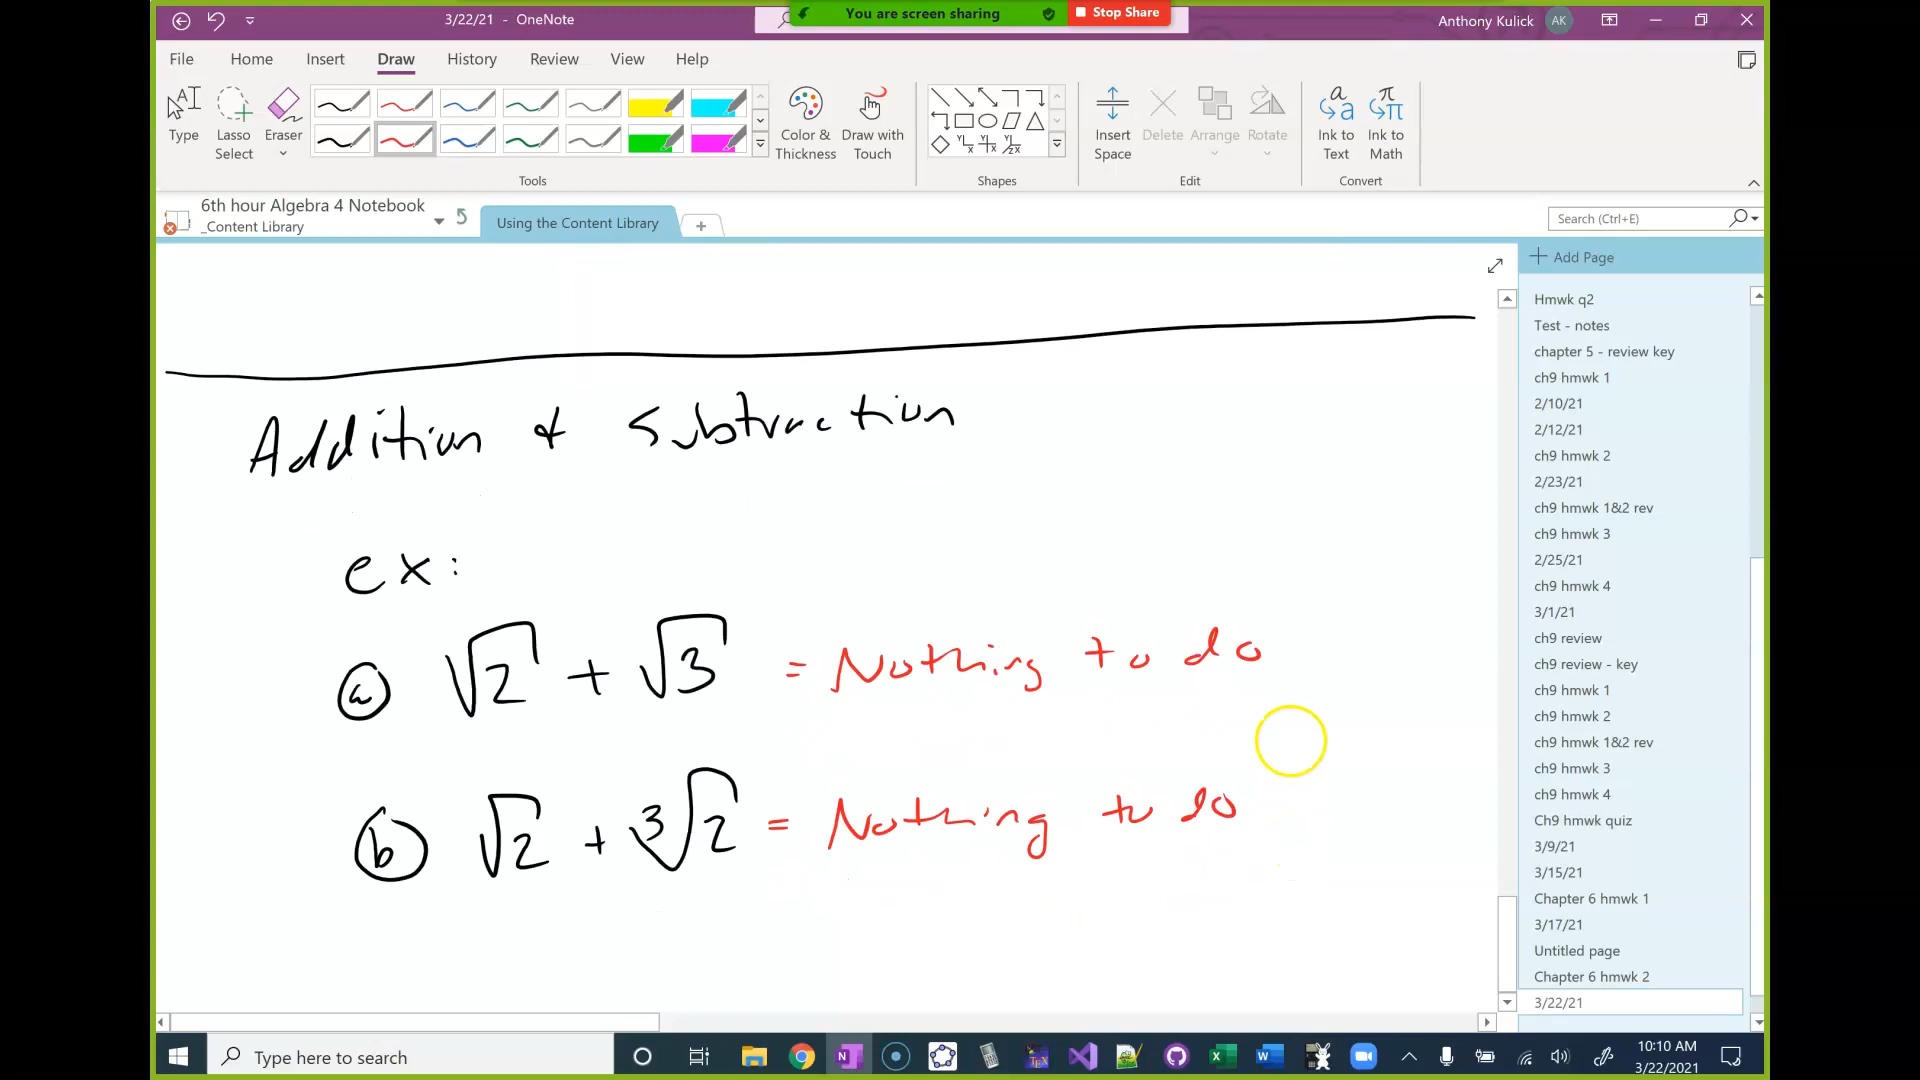 3/22/21 - OneNote
You are screen sharing
Stop Share
Anthony Kulick
AK
File Home Insert Draw History Review View Help
Type
Lasso Select
Eraser
Color & Thickness
Draw with Touch
Insert Space
Delete
Arrange
Rotate
Ink to Text
Ink to Math
Tools
Shapes
Edit
Convert
6th hour Algebra 4 Notebook
_Content Library
Using the Content Library
Search (Ctrl+E)
Add Page
Hmwk q2
Test - notes
chapter 5 - review key
ch9 hmwk 1
2/10/21
2/12/21
ch9 hmwk 2
2/23/21
ch9 hmwk 1&2 rev
ch9 hmwk 3
2/25/21
ch9 hmwk 4
3/1/21
ch9 review
ch9 review - key
ch9 hmwk 1
ch9 hmwk 2
ch9 hmwk 1&2 rev
ch9 hmwk 3
ch9 hmwk 4
Ch9 hmwk quiz
3/9/21
3/15/21
Chapter 6 hmwk 1
3/17/21
Untitled page
Chapter 6 hmwk 2
3/22/21
Addition & Subtraction
ex:
ⓐ √2 + √3 = Nothing to do
ⓑ √2 + ³√2 = Nothing to do
Type here to search
10:10 AM
3/22/2021